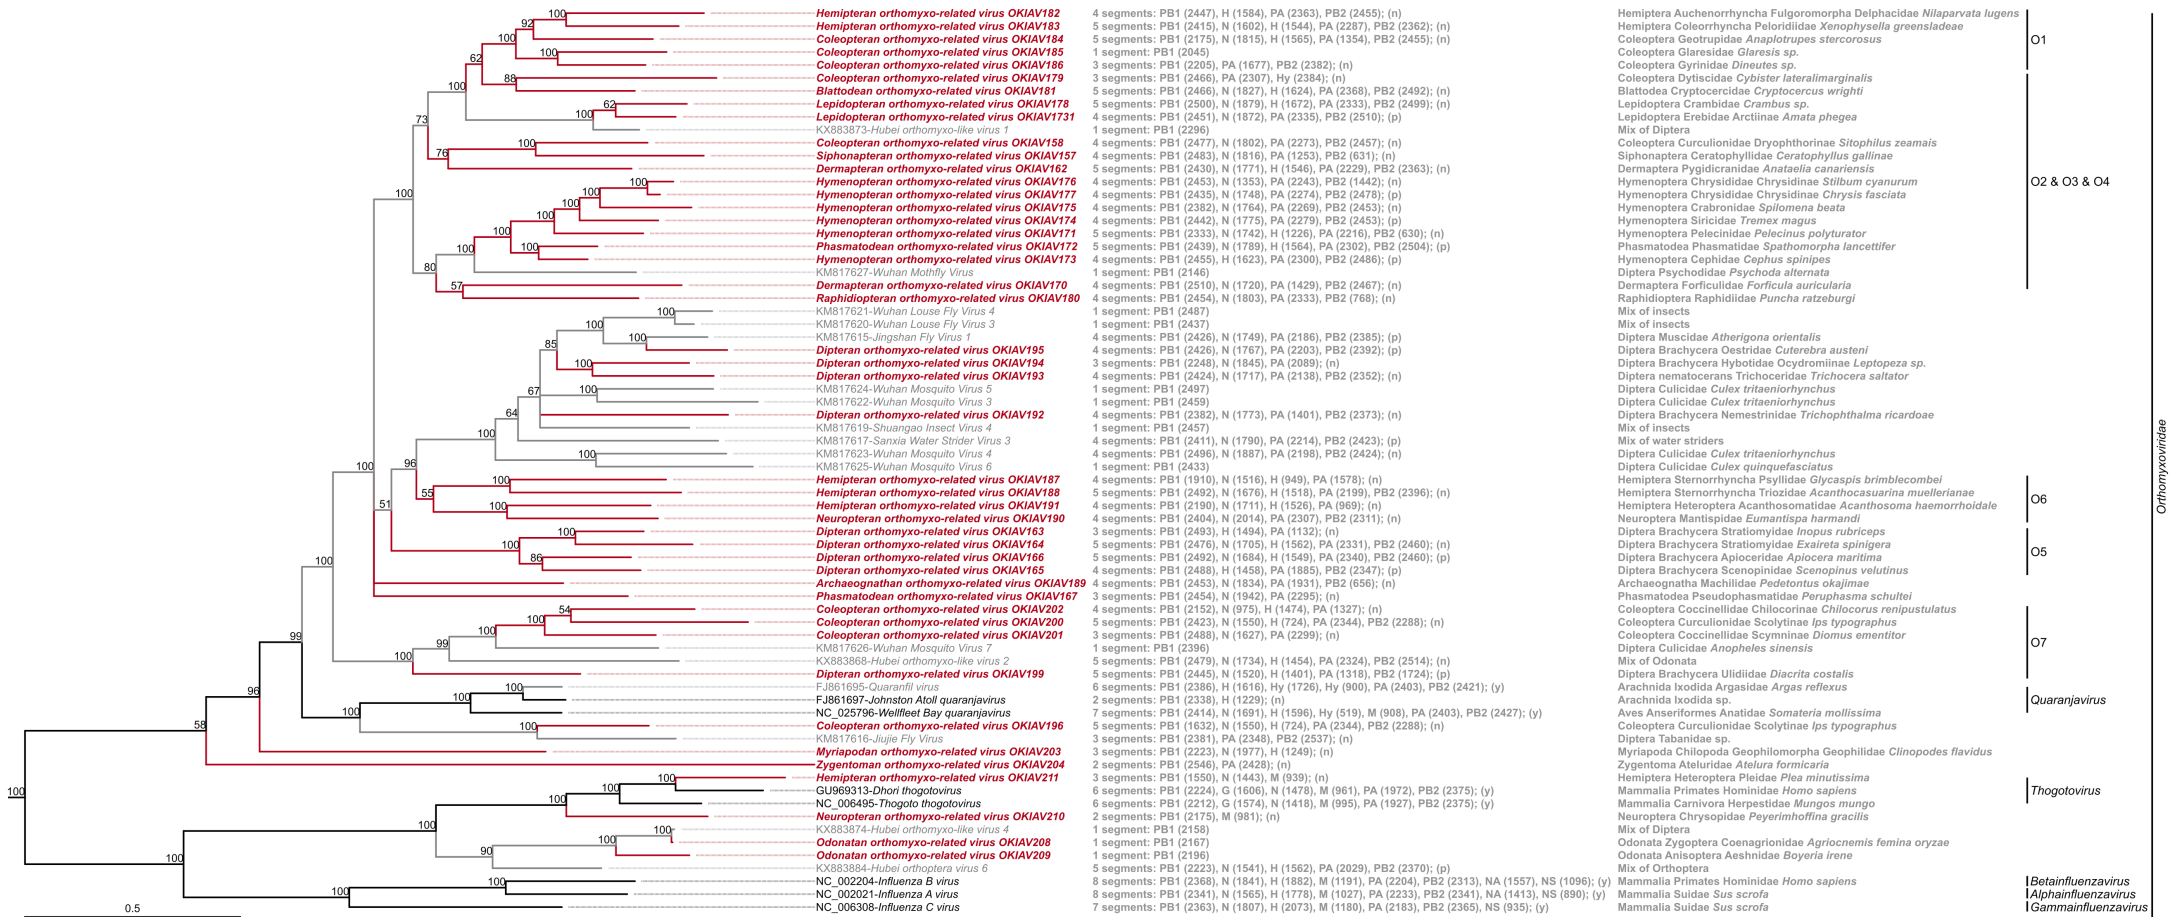 Hemipteran orthomyxo-related virus OKIAV182 4 segments: PB1 (2447), H (1584), PA (2363), PB2 (2455); (n) Hemiptera Auchenorrhyncha Fulgoromorpha Delphacidae Nilaparvata lugens
Hemipteran orthomyxo-related virus OKIAV183 5 segments: PB1 (2415), N (1602), H (1544), PA (2287), PB2 (2362); (n) Hemiptera Coleorrhyncha Peloridiidae Xenophysella greensladeae
Coleopteran orthomyxo-related virus OKIAV184 5 segments: PB1 (2175), N (1815), H (1565), PA (1354), PB2 (2455); (n) Coleoptera Geotrupidae Anaplotrupes stercorosus
O1
Coleopteran orthomyxo-related virus OKIAV185 1 segment: PB1 (2045) Coleoptera Glaresidae Glaresis sp.
Coleopteran orthomyxo-related virus OKIAV186 3 segments: PB1 (2205), PA (1677), PB2 (2382); (n) Coleoptera Gyrinidae Dineutes sp.
Coleopteran orthomyxo-related virus OKIAV179 3 segments: PB1 (2466), PA (2307), Hy (2384); (n) Coleoptera Dytiscidae Cybister lateralimarginalis
Blattodean orthomyxo-related virus OKIAV181 5 segments: PB1 (2466), N (1827), H (1624), PA (2368), PB2 (2492); (n) Blattodea Cryptocercidae Cryptocercus wrighti
Lepidopteran orthomyxo-related virus OKIAV178 5 segments: PB1 (2500), N (1879), H (1672), PA (2333), PB2 (2499); (n) Lepidoptera Crambidae Crambus sp.
Lepidopteran orthomyxo-related virus OKIAV1731 4 segments: PB1 (2451), N (1872), PA (2335), PB2 (2510); (p) Lepidoptera Erebidae Arctiinae Amata phegea
KX883873-Hubei orthomyxo-like virus 1 1 segment: PB1 (2296) Mix of Diptera
Coleopteran orthomyxo-related virus OKIAV158 4 segments: PB1 (2477), N (1802), PA (2273), PB2 (2457); (n) Coleoptera Curculionidae Dryophthorinae Sitophilus zeamais
Siphonapteran orthomyxo-related virus OKIAV157 4 segments: PB1 (2483), N (1816), PA (1253), PB2 (631); (n) Siphonaptera Ceratophyllidae Ceratophyllus gallinae
Dermapteran orthomyxo-related virus OKIAV162 5 segments: PB1 (2430), N (1771), H (1546), PA (2229), PB2 (2363); (n) Dermaptera Pygidicranidae Anataelia canariensis
Hymenopteran orthomyxo-related virus OKIAV176 4 segments: PB1 (2453), N (1353), PA (2243), PB2 (1442); (n) Hymenoptera Chrysididae Chrysidinae Stilbum cyanurum
O2 & O3 & O4
Hymenopteran orthomyxo-related virus OKIAV177 4 segments: PB1 (2435), N (1748), PA (2274), PB2 (2478); (p) Hymenoptera Chrysididae Chrysidinae Chrysis fasciata
Hymenopteran orthomyxo-related virus OKIAV175 4 segments: PB1 (2382), N (1764), PA (2269), PB2 (2453); (n) Hymenoptera Crabronidae Spilomena beata
Hymenopteran orthomyxo-related virus OKIAV174 4 segments: PB1 (2442), N (1775), PA (2279), PB2 (2453); (p) Hymenoptera Siricidae Tremex magus
Hymenopteran orthomyxo-related virus OKIAV171 5 segments: PB1 (2333), N (1742), H (1226), PA (2216), PB2 (630); (n) Hymenoptera Pelecinidae Pelecinus polyturator
Phasmatodean orthomyxo-related virus OKIAV172 5 segments: PB1 (2439), N (1789), H (1564), PA (2302), PB2 (2504); (p) Phasmatodea Phasmatidae Spathomorpha lancettifer
Hymenopteran orthomyxo-related virus OKIAV173 4 segments: PB1 (2455), H (1623), PA (2300), PB2 (2486); (p) Hymenoptera Cephidae Cephus spinipes
KM817627-Wuhan Mothfly Virus 1 segment: PB1 (2146) Diptera Psychodidae Psychoda alternata
Dermapteran orthomyxo-related virus OKIAV170 4 segments: PB1 (2510), N (1720), PA (1429), PB2 (2467); (n) Dermaptera Forficulidae Forficula auricularia
Raphidiopteran orthomyxo-related virus OKIAV180 4 segments: PB1 (2454), N (1803), PA (2333), PB2 (768); (n) Raphidioptera Raphidiidae Puncha ratzeburgi
KM817621-Wuhan Louse Fly Virus 4 1 segment: PB1 (2487) Mix of insects
KM817620-Wuhan Louse Fly Virus 3 1 segment: PB1 (2437) Mix of insects
KM817615-Jingshan Fly Virus 1 4 segments: PB1 (2426), N (1749), PA (2186), PB2 (2385); (p) Diptera Muscidae Atherigona orientalis
Dipteran orthomyxo-related virus OKIAV195 4 segments: PB1 (2426), N (1767), PA (2203), PB2 (2392); (p) Diptera Brachycera Oestridae Cuterebra austeni
Dipteran orthomyxo-related virus OKIAV194 3 segments: PB1 (2248), N (1845), PA (2089); (n) Diptera Brachycera Hybotidae Ocydromiinae Leptopeza sp.
Dipteran orthomyxo-related virus OKIAV193 4 segments: PB1 (2424), N (1717), PA (2138), PB2 (2352); (n) Diptera nematocerans Trichoceridae Trichocera saltator
KM817624-Wuhan Mosquito Virus 5 1 segment: PB1 (2497) Diptera Culicidae Culex tritaeniorhynchus
KM817622-Wuhan Mosquito Virus 3 1 segment: PB1 (2459) Diptera Culicidae Culex tritaeniorhynchus
Dipteran orthomyxo-related virus OKIAV192 4 segments: PB1 (2382), N (1773), PA (1401), PB2 (2373); (n) Diptera Brachycera Nemestrinidae Trichophthalma ricardoae
KM817619-Shuangao Insect Virus 4 1 segment: PB1 (2457) Mix of insects
KM817617-Sanxia Water Strider Virus 3 4 segments: PB1 (2411), N (1790), PA (2214), PB2 (2423); (p) Mix of water striders
KM817623-Wuhan Mosquito Virus 4 4 segments: PB1 (2496), N (1887), PA (2198), PB2 (2424); (n) Diptera Culicidae Culex tritaeniorhynchus
KM817625-Wuhan Mosquito Virus 6 1 segment: PB1 (2433) Diptera Culicidae Culex quinquefasciatus
Hemipteran orthomyxo-related virus OKIAV187 4 segments: PB1 (1910), N (1516), H (949), PA (1578); (n) Hemiptera Sternorrhyncha Psyllidae Glycaspis brimblecombei
Hemipteran orthomyxo-related virus OKIAV188 5 segments: PB1 (2492), N (1676), H (1518), PA (2199), PB2 (2396); (n) Hemiptera Sternorrhyncha Triozidae Acanthocasuarina muellerianae
O6
Hemipteran orthomyxo-related virus OKIAV191 4 segments: PB1 (2190), N (1711), H (1526), PA (969); (n) Hemiptera Heteroptera Acanthosomatidae Acanthosoma haemorrhoidale
Neuropteran orthomyxo-related virus OKIAV190 4 segments: PB1 (2404), N (2014), PA (2307), PB2 (2311); (n) Neuroptera Mantispidae Eumantispa harmandi
Dipteran orthomyxo-related virus OKIAV163 3 segments: PB1 (2493), H (1494), PA (1132); (n) Diptera Brachycera Stratiomyidae Inopus rubriceps
Dipteran orthomyxo-related virus OKIAV164 5 segments: PB1 (2476), N (1705), H (1562), PA (2331), PB2 (2460); (n) Diptera Brachycera Stratiomyidae Exaireta spinigera
O5
Dipteran orthomyxo-related virus OKIAV166 5 segments: PB1 (2492), N (1684), H (1549), PA (2340), PB2 (2460); (p) Diptera Brachycera Apioceridae Apiocera maritima
Dipteran orthomyxo-related virus OKIAV165 4 segments: PB1 (2488), H (1458), PA (1885), PB2 (2347); (p) Diptera Brachycera Scenopinidae Scenopinus velutinus
Archaeognathan orthomyxo-related virus OKIAV189 4 segments: PB1 (2453), N (1834), PA (1931), PB2 (656); (n) Archaeognatha Machilidae Pedetontus okajimae
Phasmatodean orthomyxo-related virus OKIAV167 3 segments: PB1 (2454), N (1942), PA (2295); (n) Phasmatodea Pseudophasmatidae Peruphasma schultei
Coleopteran orthomyxo-related virus OKIAV202 4 segments: PB1 (2152), N (975), H (1474), PA (1327); (n) Coleoptera Coccinellidae Chilocorinae Chilocorus renipustulatus
Coleopteran orthomyxo-related virus OKIAV200 5 segments: PB1 (2423), N (1550), H (724), PA (2344), PB2 (2288); (n) Coleoptera Curculionidae Scolytinae Ips typographus
Coleopteran orthomyxo-related virus OKIAV201 3 segments: PB1 (2488), N (1627), PA (2299); (n) Coleoptera Coccinellidae Scymninae Diomus ementitor
O7
KM817626-Wuhan Mosquito Virus 7 1 segment: PB1 (2396) Diptera Culicidae Anopheles sinensis
KX883868-Hubei orthomyxo-like virus 2 5 segments: PB1 (2479), N (1734), H (1454), PA (2324), PB2 (2514); (n) Mix of Odonata
Dipteran orthomyxo-related virus OKIAV199 5 segments: PB1 (2445), N (1520), H (1401), PA (1318), PB2 (1724); (p) Diptera Brachycera Ulidiidae Diacrita costalis
FJ861695-Quaranfil virus 6 segments: PB1 (2386), H (1616), Hy (1726), Hy (900), PA (2403), PB2 (2421); (y) Arachnida Ixodida Argasidae Argas reflexus
FJ861697-Johnston Atoll quaranjavirus 2 segments: PB1 (2338), H (1229); (n) Arachnida Ixodida sp.
Quaranjavirus
NC_025796-Wellfleet Bay quaranjavirus 7 segments: PB1 (2414), N (1691), H (1596), Hy (519), M (908), PA (2403), PB2 (2427); (y) Aves Anseriformes Anatidae Somateria mollissima
Coleopteran orthomyxo-related virus OKIAV196 5 segments: PB1 (1632), N (1550), H (724), PA (2344), PB2 (2288); (n) Coleoptera Curculionidae Scolytinae Ips typographus
KM817616-Jiujie Fly Virus 3 segments: PB1 (2381), PA (2348), PB2 (2537); (n) Diptera Tabanidae sp.
Myriapodan orthomyxo-related virus OKIAV203 3 segments: PB1 (2223), N (1977), H (1249); (n) Myriapoda Chilopoda Geophilomorpha Geophilidae Clinopodes flavidus
Zygentoman orthomyxo-related virus OKIAV204 2 segments: PB1 (2546), PA (2428); (n) Zygentoma Ateluridae Atelura formicaria
Hemipteran orthomyxo-related virus OKIAV211 3 segments: PB1 (1550), N (1443), M (939); (n) Hemiptera Heteroptera Pleidae Plea minutissima
GU969313-Dhori thogotovirus 6 segments: PB1 (2224), G (1606), N (1478), M (961), PA (1972), PB2 (2375); (y) Mammalia Primates Hominidae Homo sapiens
Thogotovirus
NC_006495-Thogoto thogotovirus 6 segments: PB1 (2212), G (1574), N (1418), M (995), PA (1927), PB2 (2375); (y) Mammalia Carnivora Herpestidae Mungos mungo
Neuropteran orthomyxo-related virus OKIAV210 2 segments: PB1 (2175), M (981); (n) Neuroptera Chrysopidae Peyerimhoffina gracilis
KX883874-Hubei orthomyxo-like virus 4 1 segment: PB1 (2158) Mix of Diptera
Odonatan orthomyxo-related virus OKIAV208 1 segment: PB1 (2167) Odonata Zygoptera Coenagrionidae Agriocnemis femina oryzae
Odonatan orthomyxo-related virus OKIAV209 1 segment: PB1 (2196) Odonata Anisoptera Aeshnidae Boyeria irene
KX883884-Hubei orthoptera virus 6 5 segments: PB1 (2223), N (1541), H (1562), PA (2029), PB2 (2370); (p) Mix of Orthoptera
NC_002204-Influenza B virus 8 segments: PB1 (2368), N (1841), H (1882), M (1191), PA (2204), PB2 (2313), NA (1557), NS (1096); (y) Mammalia Primates Hominidae Homo sapiens Betainfluenzavirus
NC_002021-Influenza A virus 8 segments: PB1 (2341), N (1565), H (1778), M (1027), PA (2233), PB2 (2341), NA (1413), NS (890); (y) Mammalia Suidae Sus scrofa Alphainfluenzavirus
NC_006308-Influenza C virus 7 segments: PB1 (2363), N (1807), H (2073), M (1180), PA (2183), PB2 (2365), NS (935); (y) Mammalia Suidae Sus scrofa Gammainfluenzavirus
Orthomyxoviridae
100
92
100
100
62
88
100
62
100
73
100
76
100
100
100
100
100
100
100
100
80
57
100
100
100
85
100
67
100
64
100
100
96
100
55
100
51
100
100
86
100
100
54
100
100
99
100
99
100
100
100
100
96
58
100
100
100
100
100
100
90
100
100
100
100
0.5